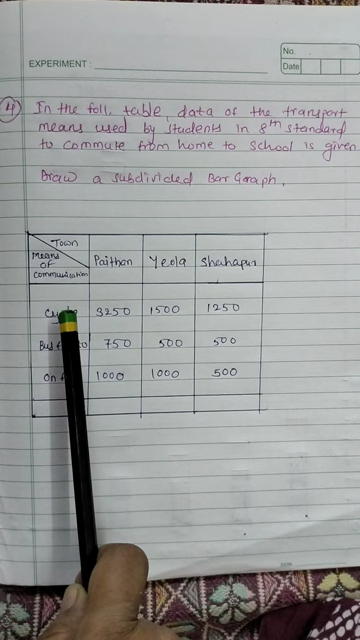 No.
EXPERIMENT :
Date
4) In the foll. table, data of the transport
means used by students in 8th standard
to commute from home to school is given
Draw a subdivided Bar Graph.
Town
Means of communication
Paithan Yeola Shahapur
3250 1500 1250
750 500 500
On 1000 1000 500